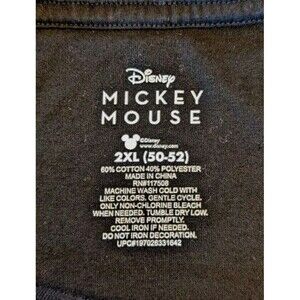 Disney
MICKEY
MOUSE
©Disney
www.disney.com
2XL (50-52)
60% COTTON 40% POLYESTER
MADE IN CHINA
RN#117508
MACHINE WASH COLD WITH
LIKE COLORS. GENTLE CYCLE.
ONLY NON-CHLORINE BLEACH
WHEN NEEDED. TUMBLE DRY LOW.
REMOVE PROMPTLY.
COOL IRON IF NEEDED.
DO NOT IRON DECORATION.
UPC#197028331642